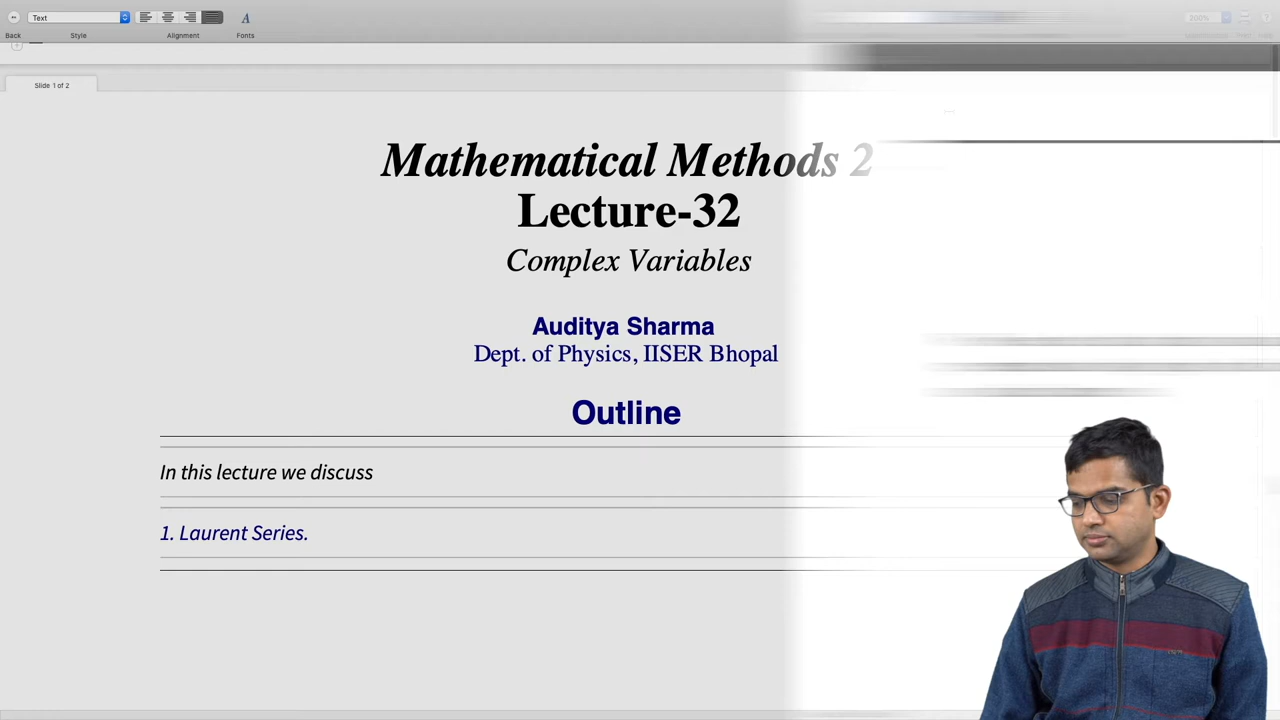 Text
200%
Back
Style
Alignment
Fonts
Slide 1 of 2
Mathematical Methods 2
Lecture-32
Complex Variables
Auditya Sharma
Dept. of Physics, IISER Bhopal
Outline
In this lecture we discuss
1. Laurent Series.